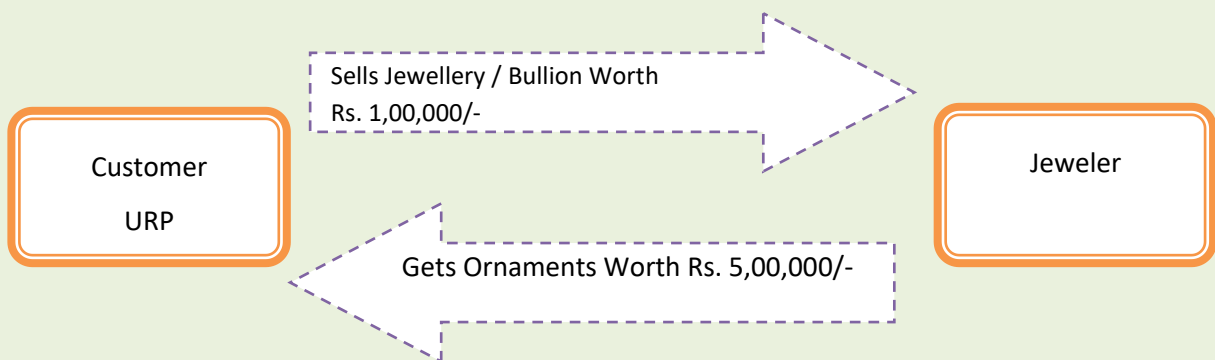 Sells Jewellery / Bullion Worth
Rs. 1,00,000/-
Customer
URP
Jeweler
Gets Ornaments Worth Rs. 5,00,000/-